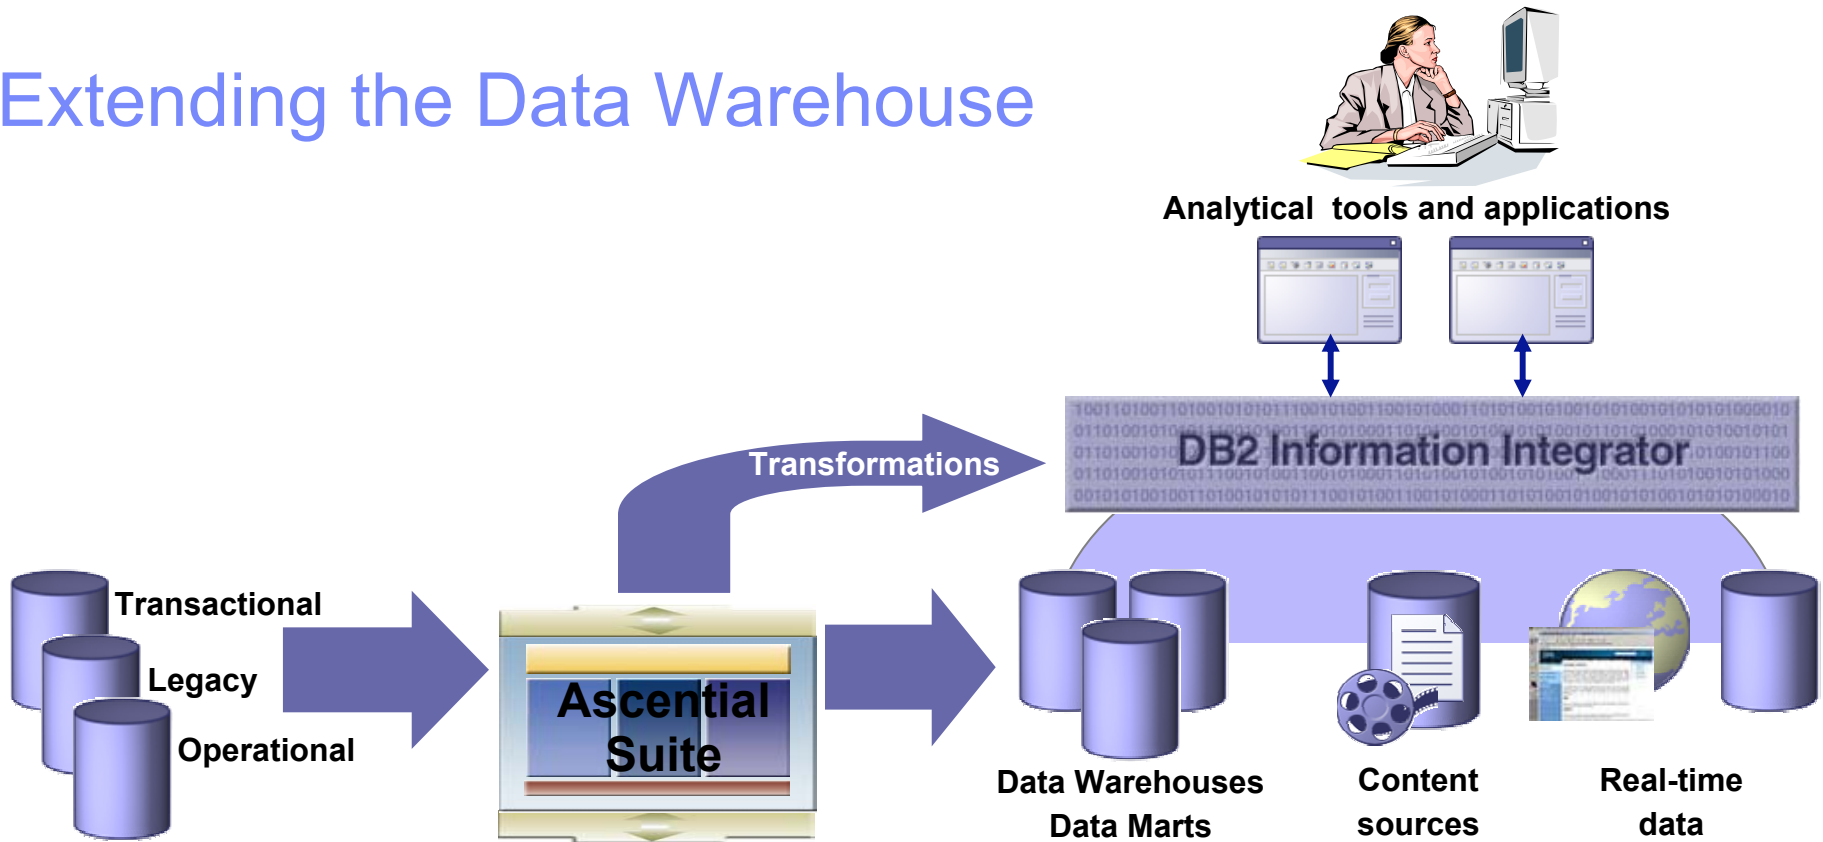 Extending the Data Warehouse
Analytical tools and applications
DB2 Information Integrator
Transformations
Transactional
Legacy
Operational
Ascential
Suite
Data Warehouses
Data Marts
Content
sources
Real-time
data